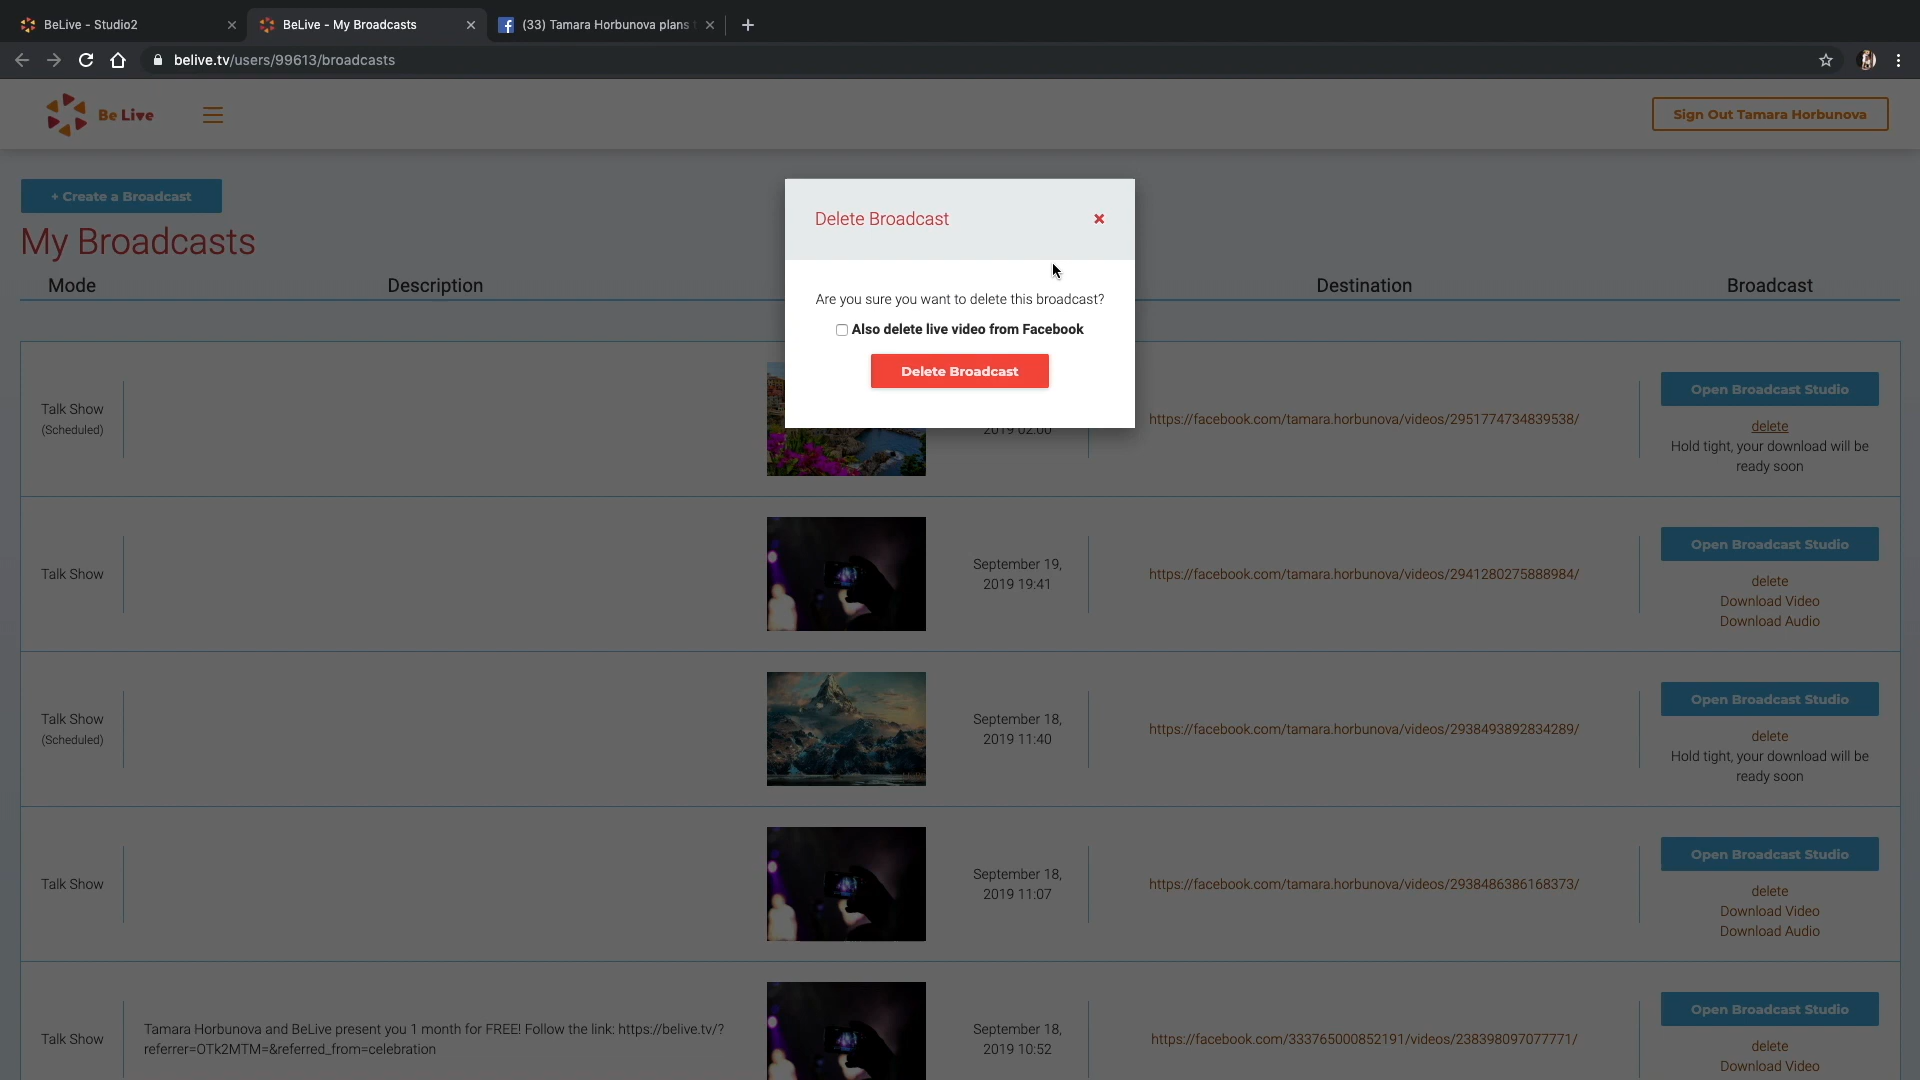 BeLive - Studio2
BeLive - My Broadcasts
(33) Tamara Horbunova plans
belive.tv/users/99613/broadcasts
Be Live
Sign Out Tamara Horbunova
+ Create a Broadcast
My Broadcasts
Mode
Description
Destination
Broadcast
Delete Broadcast
Are you sure you want to delete this broadcast?
Also delete live video from Facebook
Delete Broadcast
Talk Show
(Scheduled)
2019 02:00
https://facebook.com/tamara.horbunova/videos/2951774734839538/
Open Broadcast Studio
delete
Hold tight, your download will be
ready soon
Talk Show
September 19,
2019 19:41
https://facebook.com/tamara.horbunova/videos/2941280275888984/
Open Broadcast Studio
delete
Download Video
Download Audio
Talk Show
(Scheduled)
September 18,
2019 11:40
https://facebook.com/tamara.horbunova/videos/2938493892834289/
Open Broadcast Studio
delete
Hold tight, your download will be
ready soon
Talk Show
September 18,
2019 11:07
https://facebook.com/tamara.horbunova/videos/2938486386168373/
Open Broadcast Studio
delete
Download Video
Download Audio
Talk Show
Tamara Horbunova and BeLive present you 1 month for FREE! Follow the link: https://belive.tv/?
referrer=OTk2MTM=&referred_from=celebration
September 18,
2019 10:52
https://facebook.com/333765000852191/videos/238398097077771/
Open Broadcast Studio
delete
Download Video